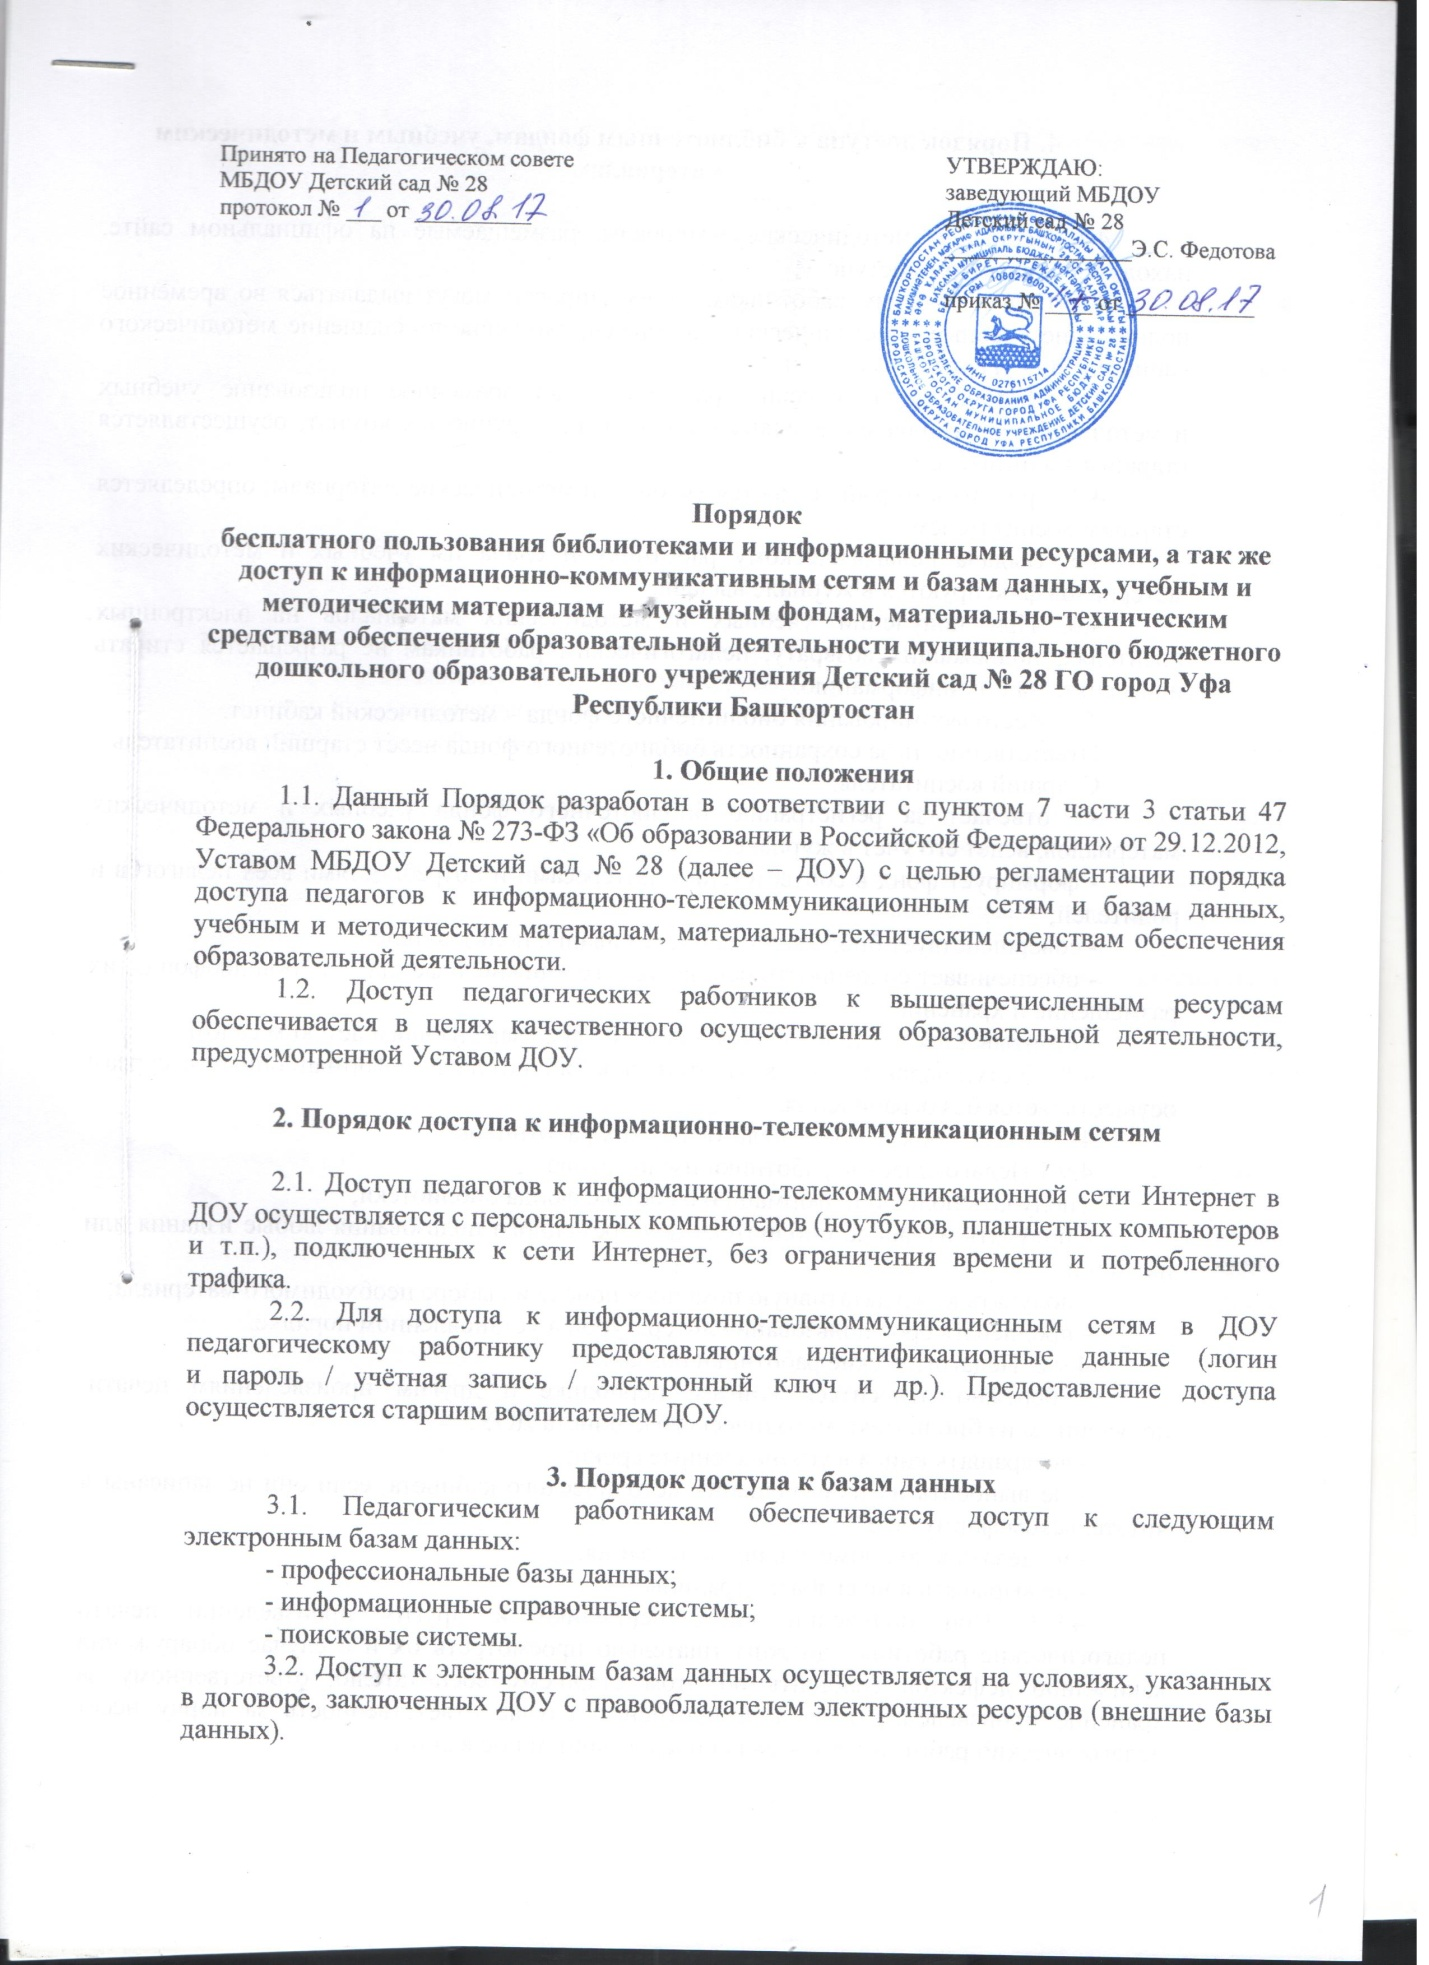 Принято на Педагогическом совете
МБДОУ Детский сад № 28
протокол № 1 от 30.08.17
УТВЕРЖДАЮ:
заведующий МБДОУ
Детский сад № 28
Э.С. Федотова
приказ № от 30.08.17
ИНН 0276115714
Порядок
бесплатного пользования библиотеками и информационными ресурсами, а так же
доступ к информационно-коммуникативным сетям и базам данных, учебным и
методическим материалам и музейным фондам, материально-техническим
средствам обеспечения образовательной деятельности муниципального бюджетного
дошкольного образовательного учреждения Детский сад № 28 ГО город Уфа
Республики Башкортостан
1. Общие положения
1.1. Данный Порядок разработан в соответствии с пунктом 7 части 3 статьи 47
Федерального закона № 273-ФЗ «Об образовании в Российской Федерации» от 29.12.2012,
Уставом МБДОУ Детский сад № 28 (далее – ДОУ) с целью регламентации порядка
доступа педагогов к информационно-телекоммуникационным сетям и базам данных,
учебным и методическим материалам, материально-техническим средствам обеспечения
образовательной деятельности.
1.2. Доступ педагогических работников к вышеперечисленным ресурсам
обеспечивается в целях качественного осуществления образовательной деятельности,
предусмотренной Уставом ДОУ.
2. Порядок доступа к информационно-телекоммуникационным сетям
2.1. Доступ педагогов к информационно-телекоммуникационной сети Интернет в
ДОУ осуществляется с персональных компьютеров (ноутбуков, планшетных компьютеров
и т.п.), подключенных к сети Интернет, без ограничения времени и потребленного
трафика.
2.2. Для доступа к информационно-телекоммуникационным сетям в ДОУ
педагогическому работнику предоставляются идентификационные данные (логин
и пароль / учётная запись / электронный ключ и др.). Предоставление доступа
осуществляется старшим воспитателем ДОУ.
3. Порядок доступа к базам данных
3.1. Педагогическим работникам обеспечивается доступ к следующим
электронным базам данных:
- профессиональные базы данных;
- информационные справочные системы;
- поисковые системы.
3.2. Доступ к электронным базам данных осуществляется на условиях, указанных
в договоре, заключенных ДОУ с правообладателем электронных ресурсов (внешние базы
данных).
1